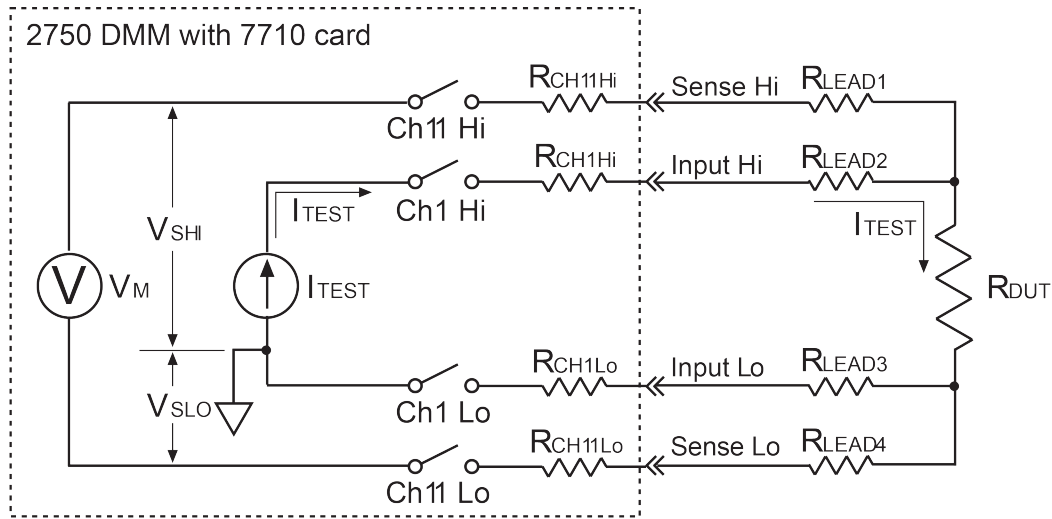 2750 DMM with 7710 card
RCH11Hi
Sense Hi
RLEAD1
Ch11 Hi
RCH1Hi
Input Hi
RLEAD2
ITEST
Ch1 Hi
ITEST
VSHI
V
VM
ITEST
RDUT
RCH1Lo
Input Lo
RLEAD3
VSLO
Ch1 Lo
RCH11Lo
Sense Lo
RLEAD4
Ch11 Lo